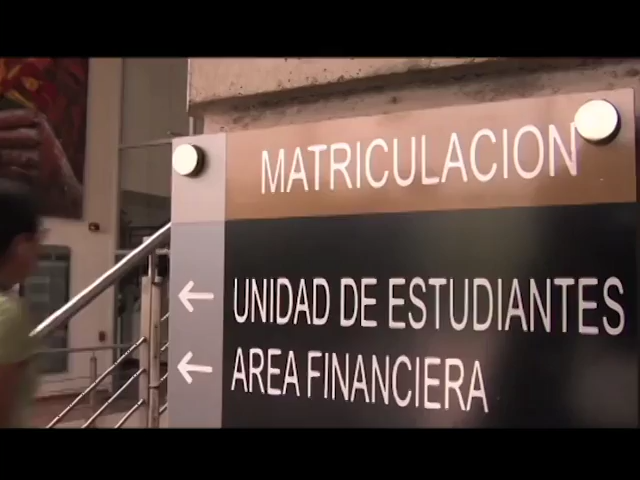 MATRICULACION
← UNIDAD DE ESTUDIANTES
← AREA FINANCIERA